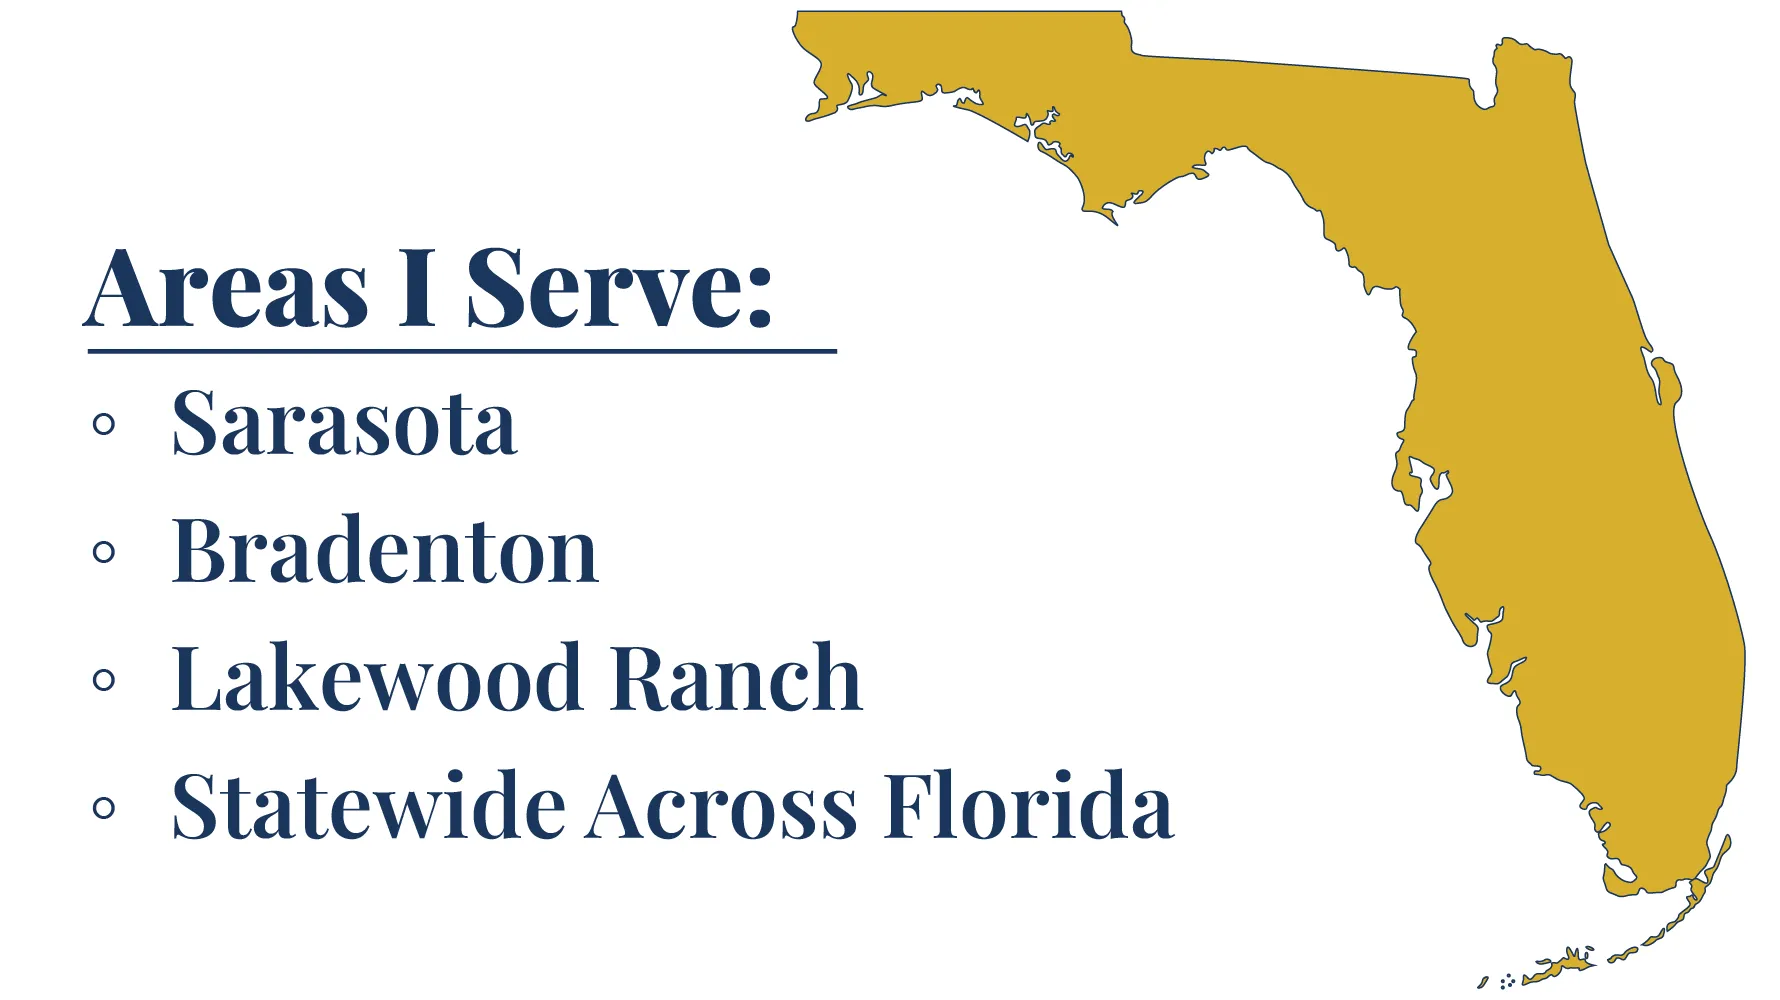 Areas I Serve:
Sarasota
Bradenton
Lakewood Ranch
Statewide Across Florida